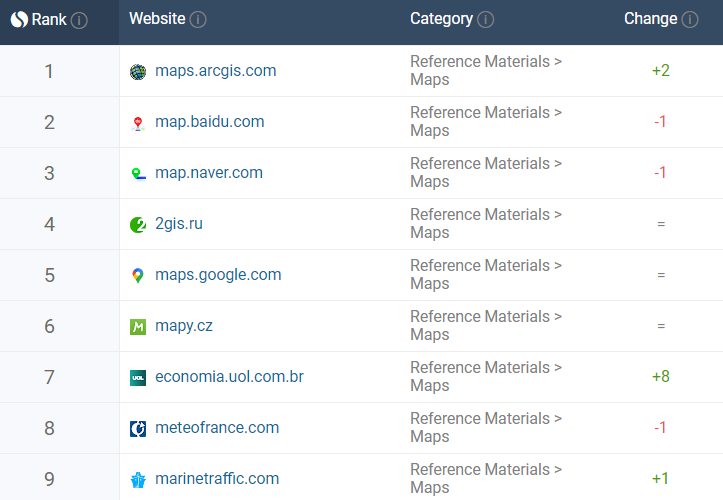 Rank Website Category Change
1 maps.arcgis.com Reference Materials > Maps +2
2 map.baidu.com Reference Materials > Maps -1
3 map.naver.com Reference Materials > Maps -1
4 2gis.ru Reference Materials > Maps =
5 maps.google.com Reference Materials > Maps =
6 mapy.cz Reference Materials > Maps =
7 economia.uol.com.br Reference Materials > Maps +8
8 meteofrance.com Reference Materials > Maps -1
9 marinetraffic.com Reference Materials > Maps +1